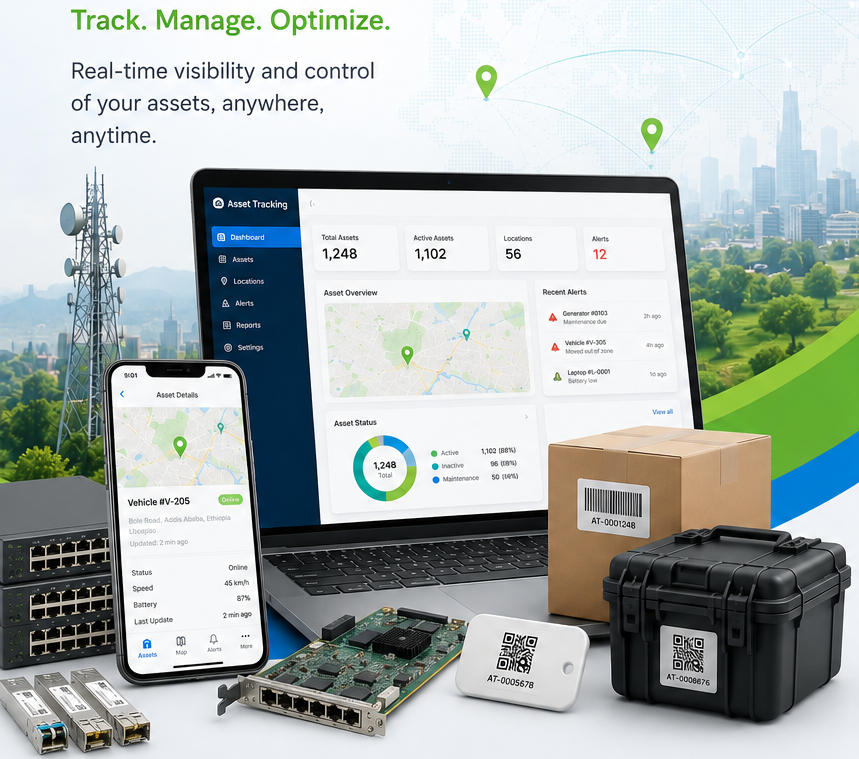 Track. Manage. Optimize.
Real-time visibility and control
of your assets, anywhere,
anytime.
Asset Tracking
Dashboard
Assets
Locations
Alerts
Reports
Settings
Total Assets
1,248
Active Assets
1,102
Locations
56
Alerts
12
Asset Overview
Recent Alerts
Generator #0103
Maintenance due
2h ago
Vehicle #V-305
Moved out of zone
4h ago
Laptop #L-0001
Battery low
1d ago
View all
Asset Status
1,248
Total
Active 1,102 (88%)
Inactive 96
Maintenance 50
9:01
Asset Details
Vehicle #V-205
Online
Bole Road, Addis Ababa, Ethiopia
Updated: 2 min ago
Status Online
Speed 45 km/h
Battery 87%
Last Update 2 min ago
Assets
Map
Alerts
More
AT-0001248
AT-0005678
AT-0006676